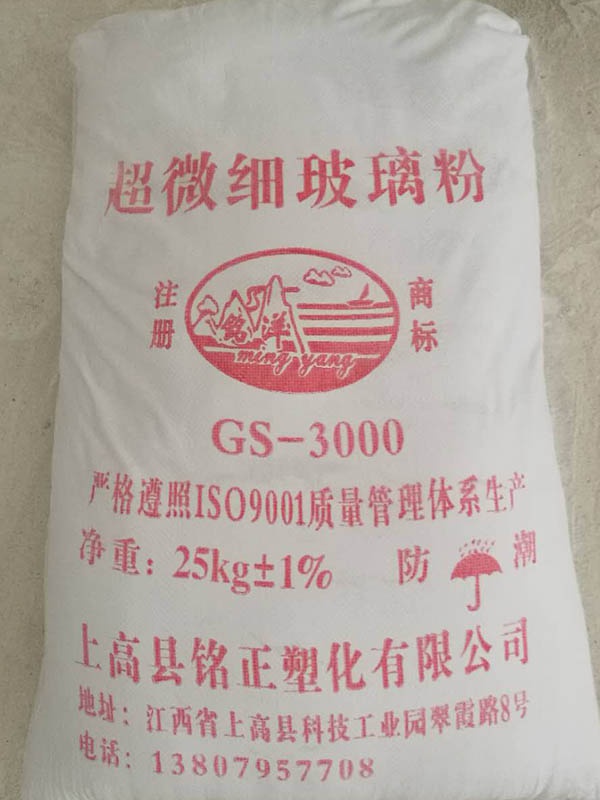 超微细玻璃粉
注册 商标
铭洋
ming yang
GS-3000
严格遵照ISO9001质量管理体系生产
净重：25kg±1% 防潮
上高县铭正塑化有限公司
地址：江西省上高县科技工业园翠霞路8号
电话：13807957708